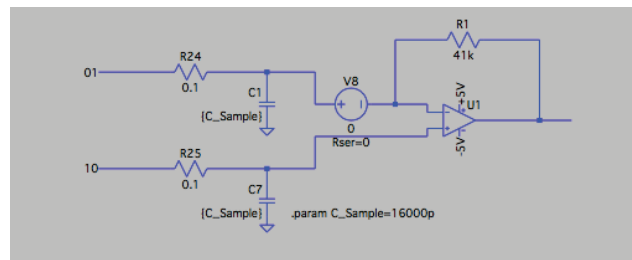 R1
41k
R24
01
0.1
V8
+5V
U1
C1
{C_Sample}
0
Rser=0
-5V
R25
10
0.1
C7
{C_Sample}
.param C_Sample=16000p